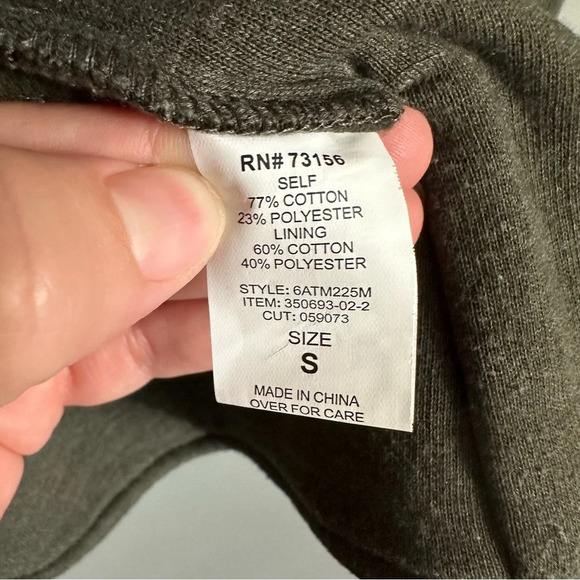 RN# 73156
SELF
77% COTTON
23% POLYESTER
LINING
60% COTTON
40% POLYESTER
STYLE: 6ATM225M
ITEM: 350693-02-2
CUT: 059073
SIZE
S
MADE IN CHINA
OVER FOR CARE